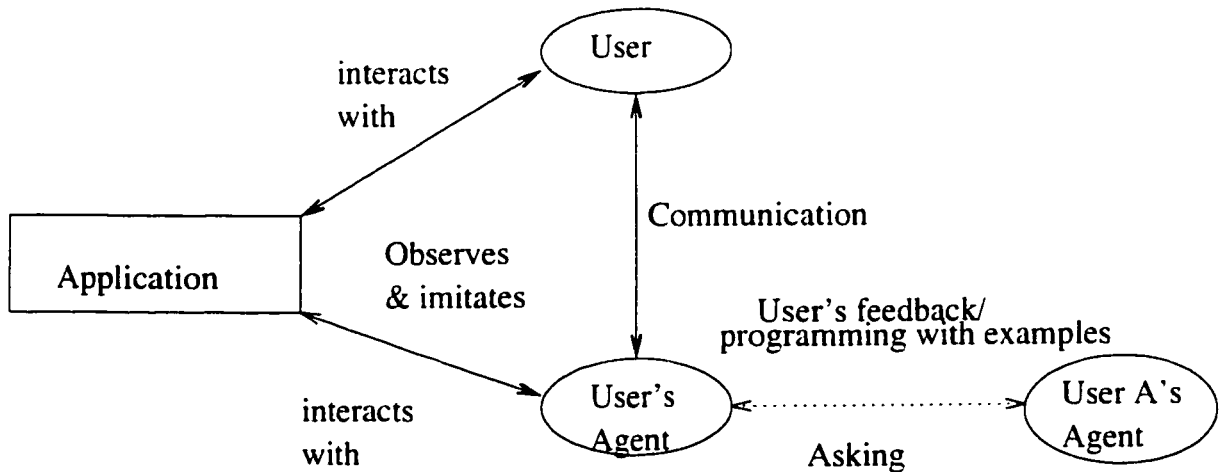 User
interacts
with
Communication
Application
Observes
& imitates
User's feedback/
programming with examples
User's
Agent
User A's
Agent
interacts
with
Asking